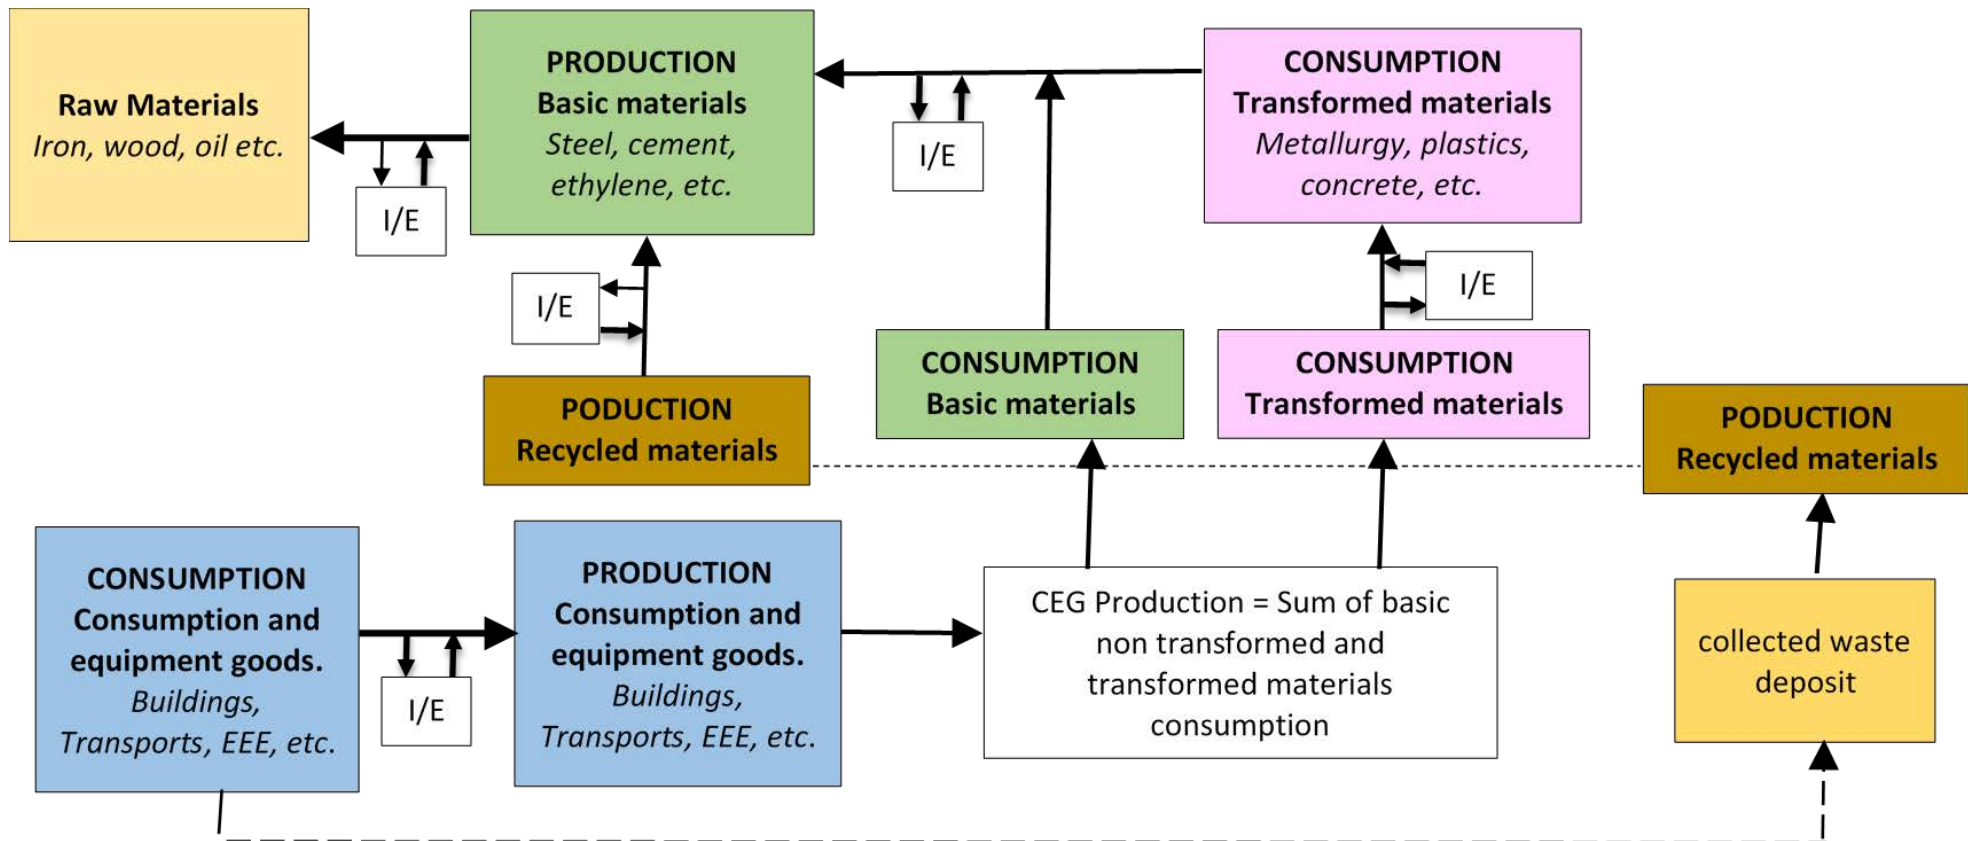 Raw Materials
Iron, wood, oil etc.
PRODUCTION
Basic materials
Steel, cement,
ethylene, etc.
CONSUMPTION
Transformed materials
Metallurgy, plastics,
concrete, etc.
I/E
I/E
I/E
I/E
CONSUMPTION
Basic materials
CONSUMPTION
Transformed materials
PODUCTION
Recycled materials
PODUCTION
Recycled materials
CONSUMPTION
Consumption and
equipment goods.
Buildings,
Transports, EEE, etc.
I/E
PRODUCTION
Consumption and
equipment goods.
Buildings,
Transports, EEE, etc.
CEG Production = Sum of basic
non transformed and
transformed materials
consumption
collected waste
deposit